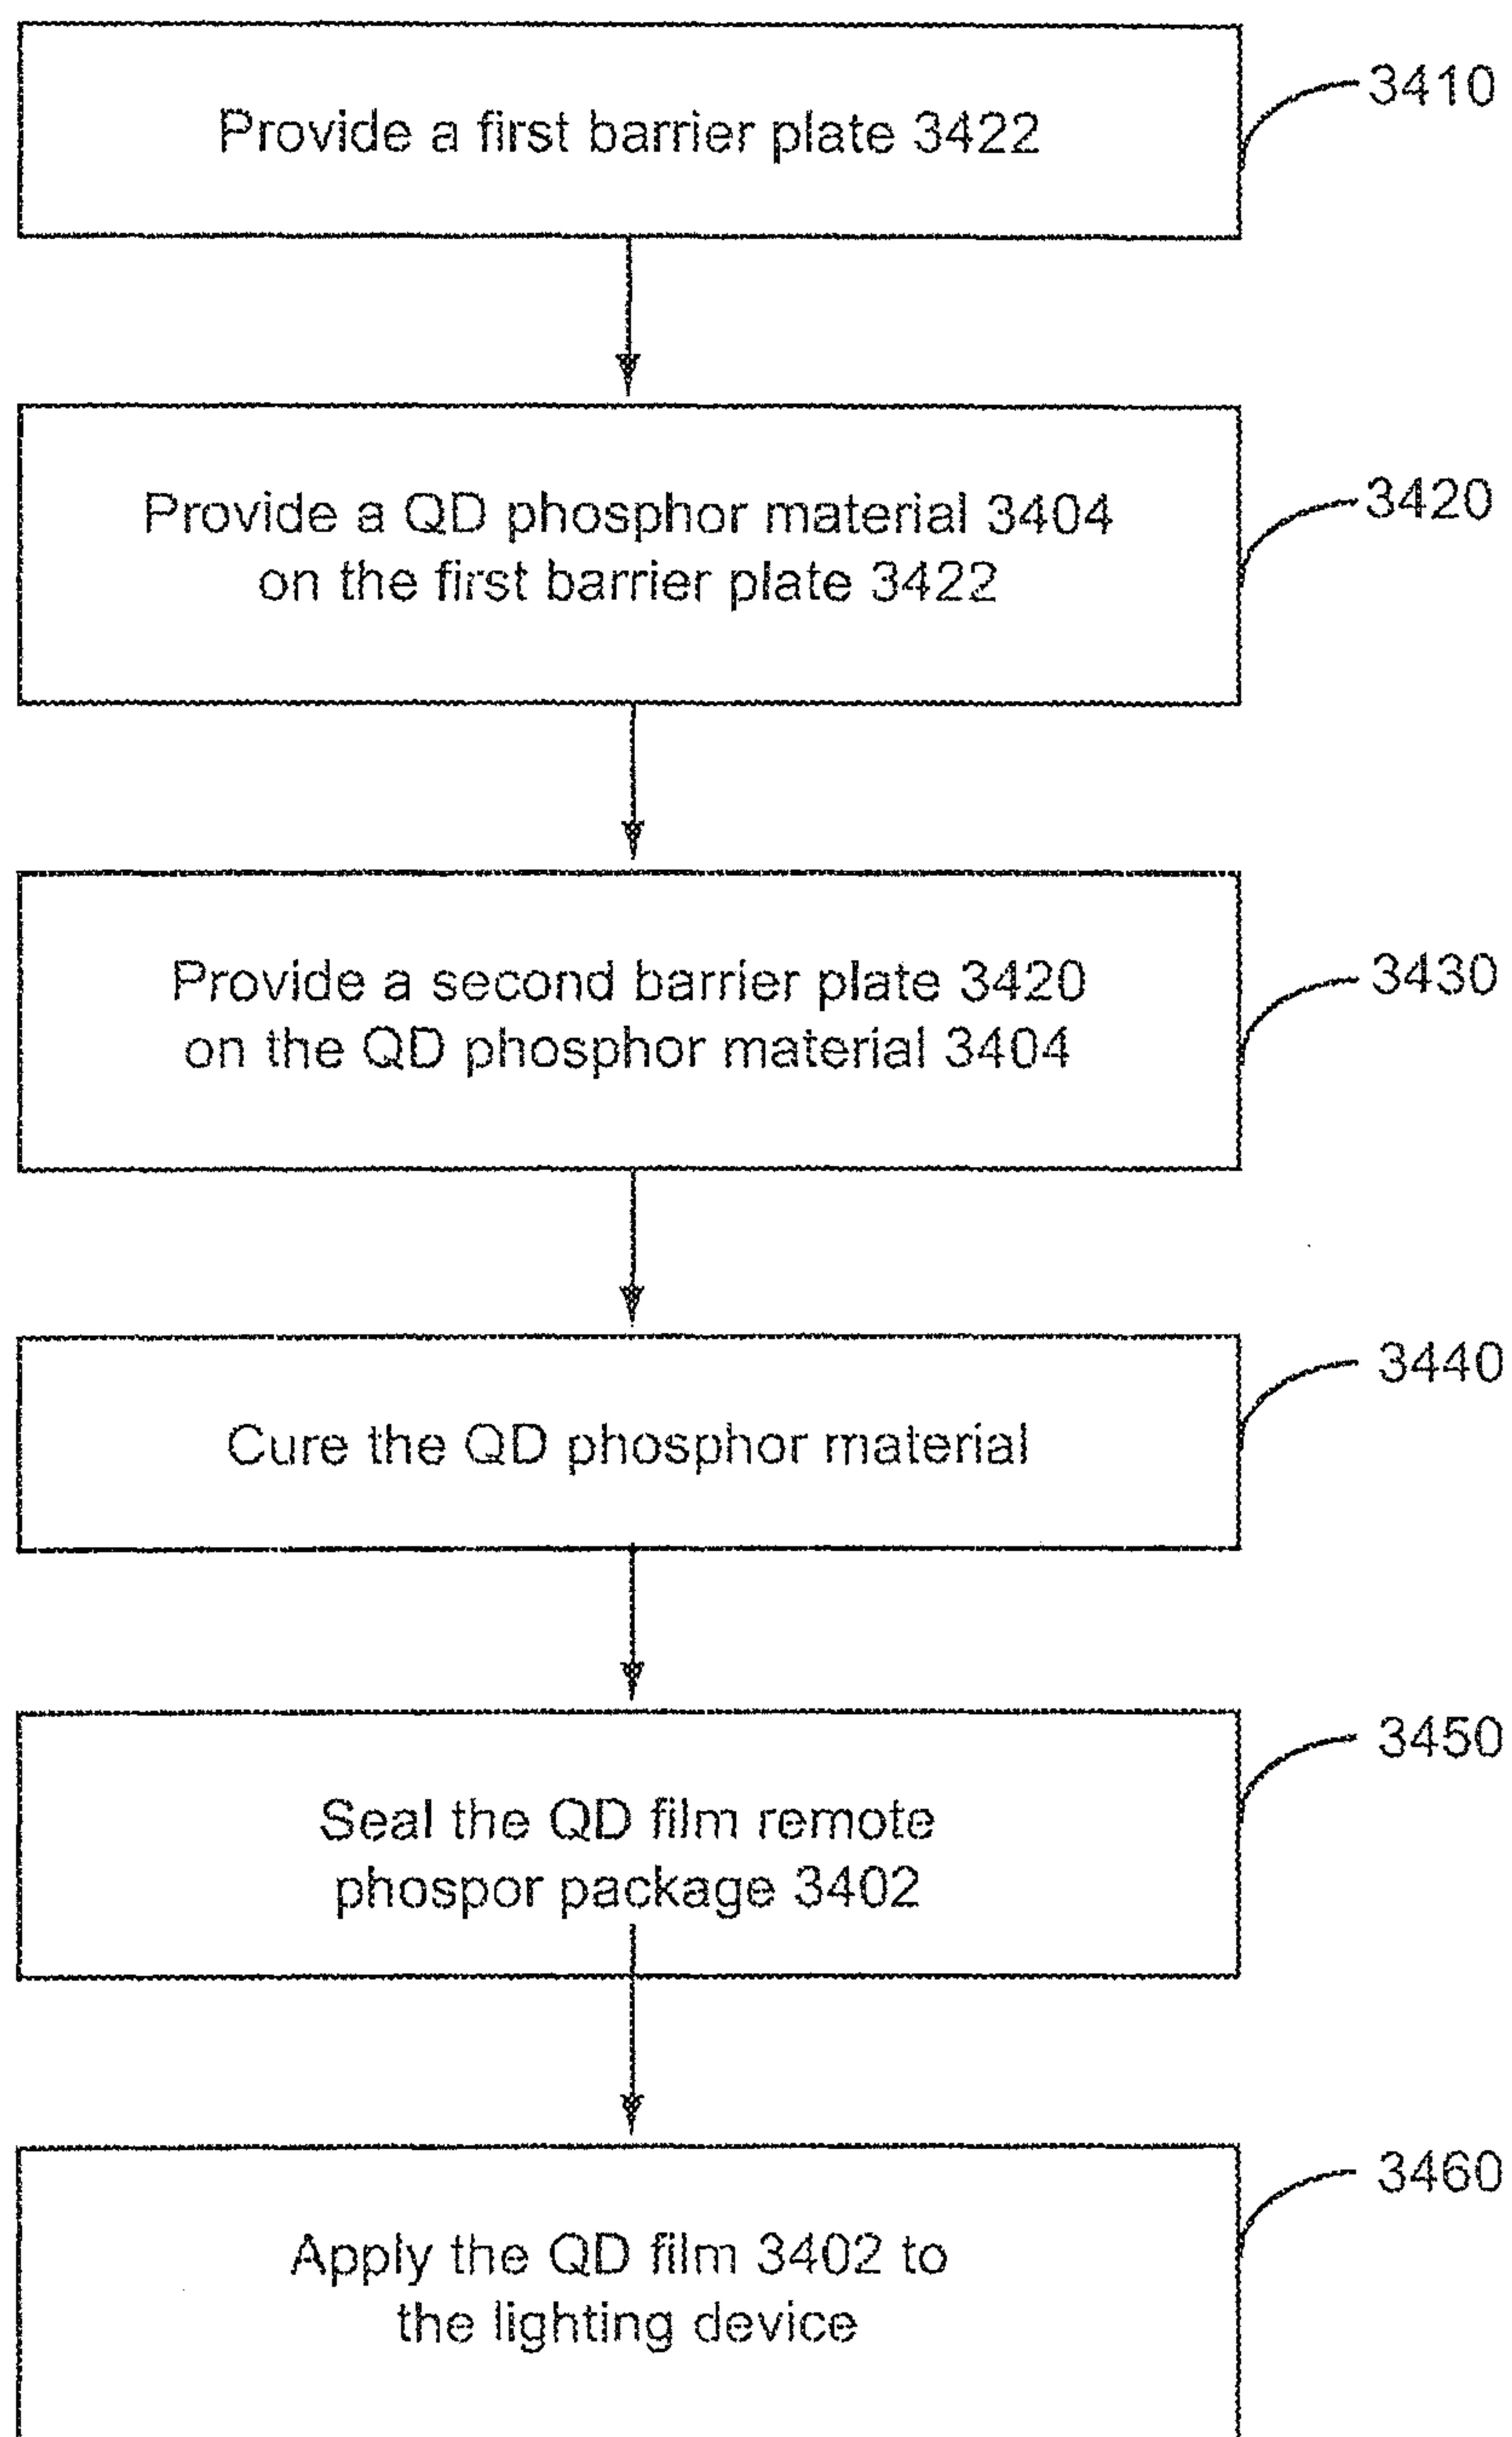 Provide a first barrier plate 3422
3410
Provide a QD phosphor material 3404
on the first barrier plate 3422
3420
Provide a second barrier plate 3420
on the QD phosphor material 3404
3430
Cure the QD phosphor material
3440
Seal the QD film remote
phospor package 3402
3450
Apply the QD film 3402 to
the lighting device
3460